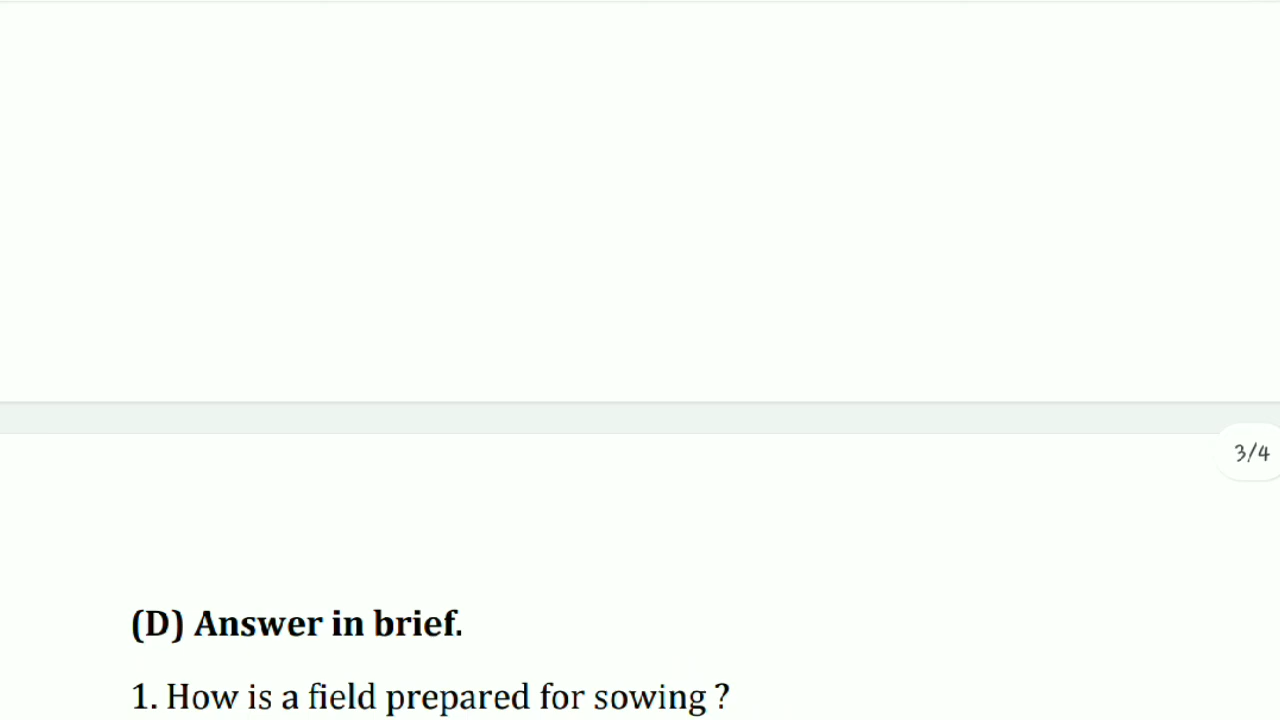 3/4
(D) Answer in brief.
1. How is a field prepared for sowing ?